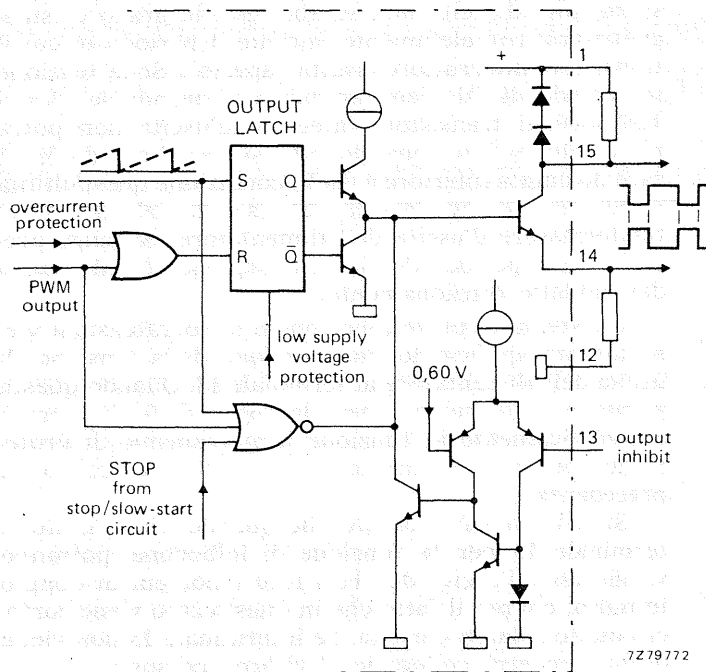 +
1
OUTPUT
LATCH
15
S
Q
overcurrent
protection
R
Q
14
PWM
output
12
low supply
voltage
protection
0,60 V
13
output
inhibit
STOP
from
stop/slow-start
circuit
7Z79772